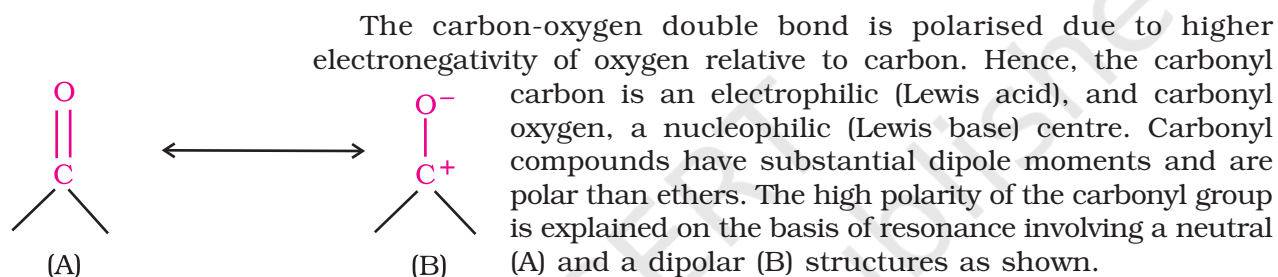 The carbon-oxygen double bond is polarised due to higher
electronegativity of oxygen relative to carbon. Hence, the carbonyl
carbon is an electrophilic (Lewis acid), and carbonyl
oxygen, a nucleophilic (Lewis base) centre. Carbonyl
compounds have substantial dipole moments and are
polar than ethers. The high polarity of the carbonyl group
is explained on the basis of resonance involving a neutral
(A) and a dipolar (B) structures as shown.
O
C
(A)
O−
C+
(B)